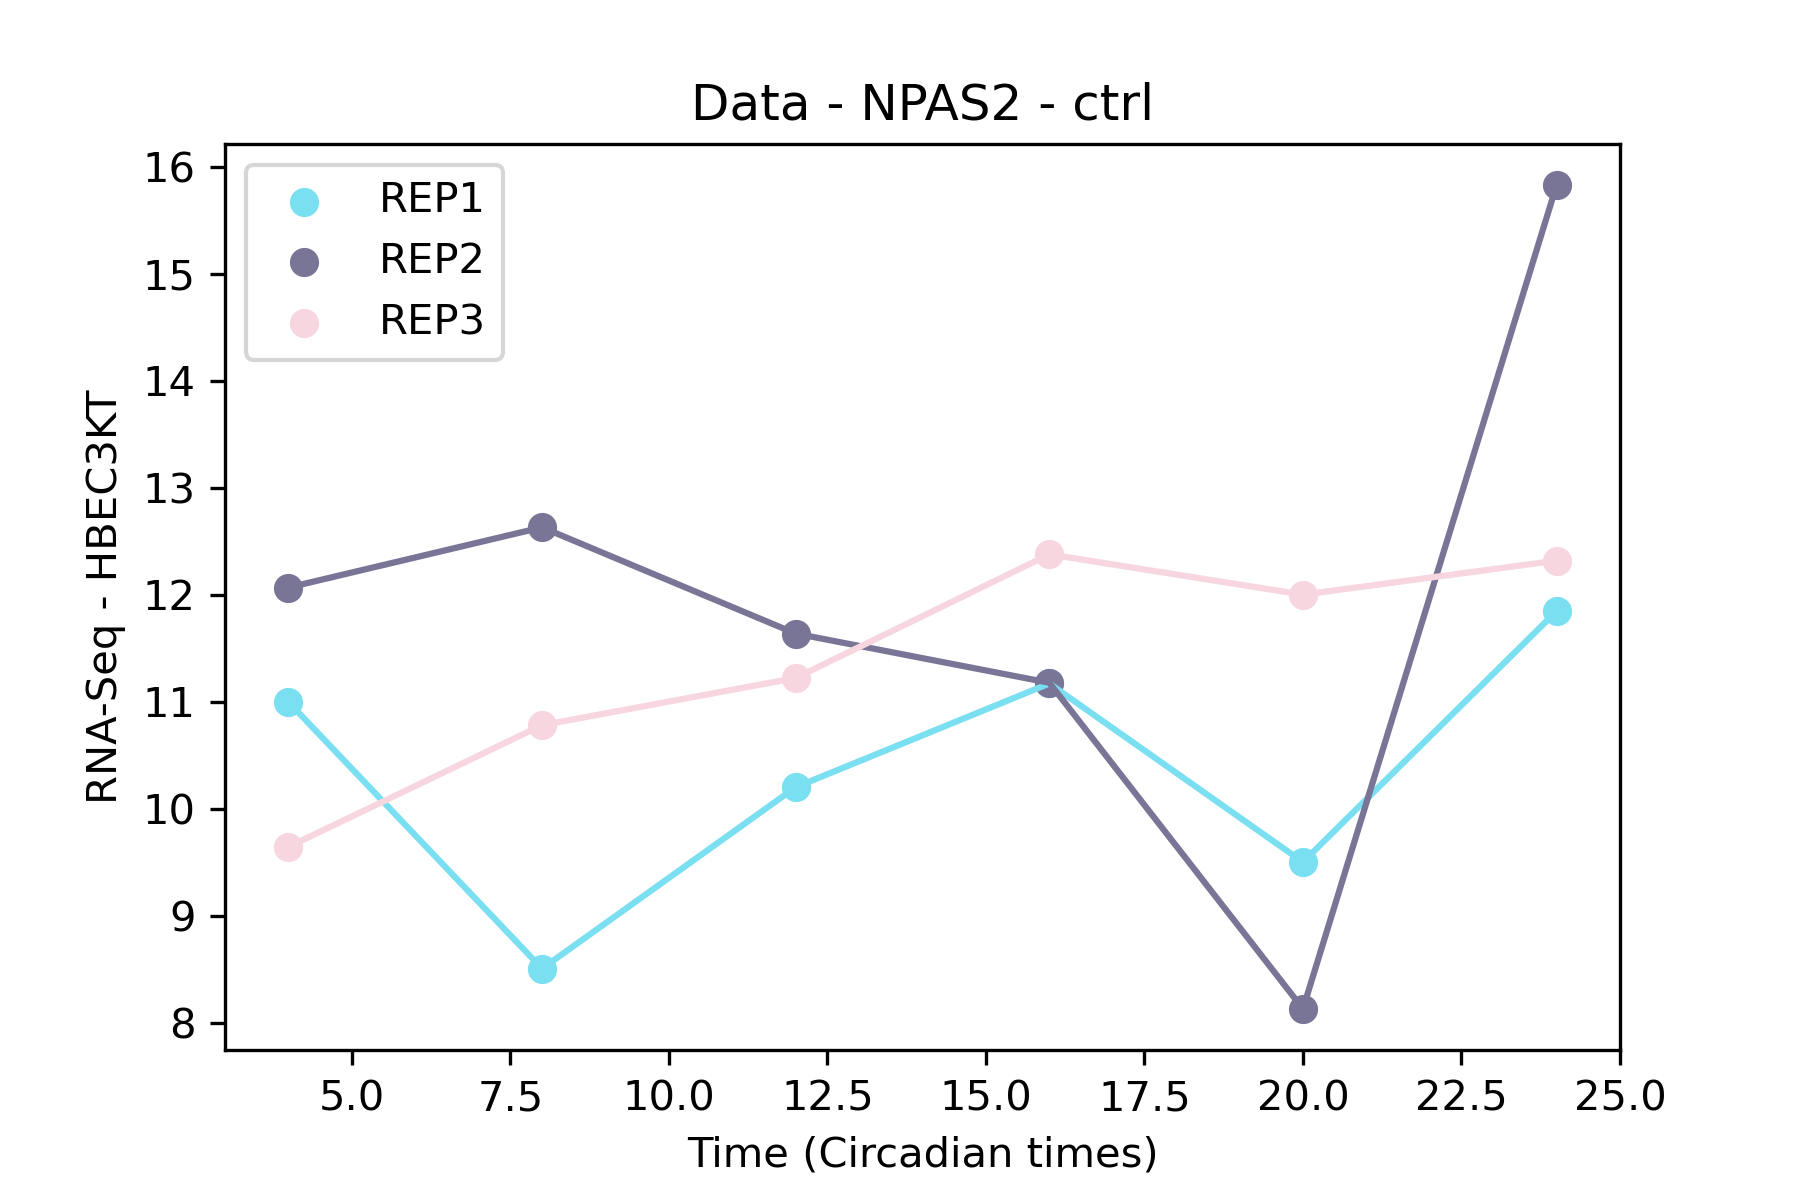 Data - NPAS2 - ctrl
REP1
REP2
REP3
16
15
14
13
12
11
10
9
8
RNA-Seq - HBEC3KT
5.0 7.5 10.0 12.5 15.0 17.5 20.0 22.5 25.0
Time (Circadian times)